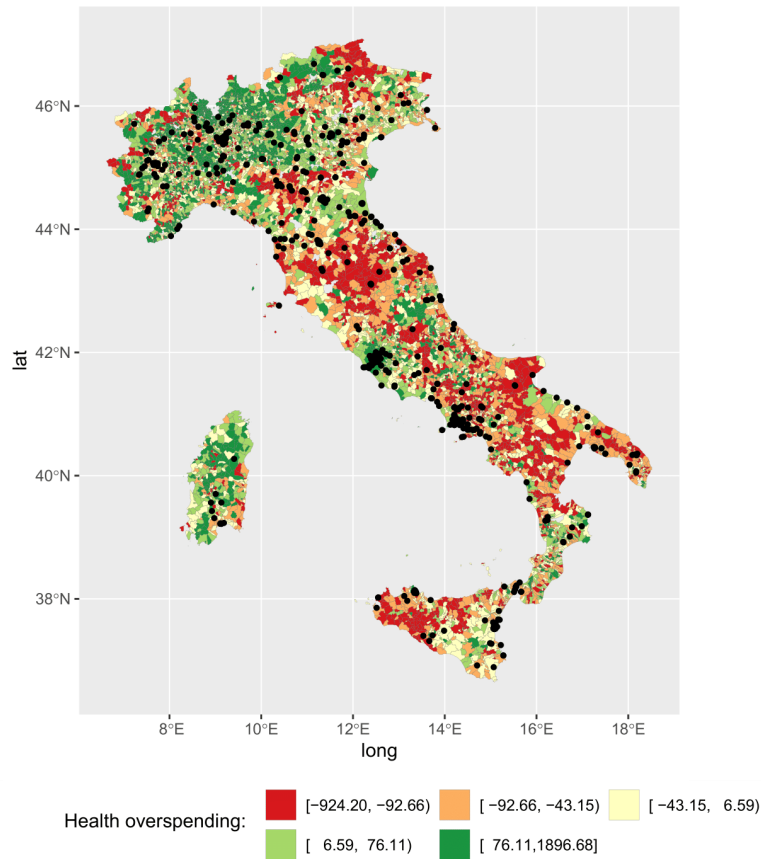 46°N
44°N
42°N
40°N
38°N
lat
8°E 10°E 12°E 14°E 16°E 18°E
long
Health overspending:
[−924.20, −92.66) [ −92.66, −43.15) [ −43.15, 6.59)
[ 6.59, 76.11) [ 76.11,1896.68]